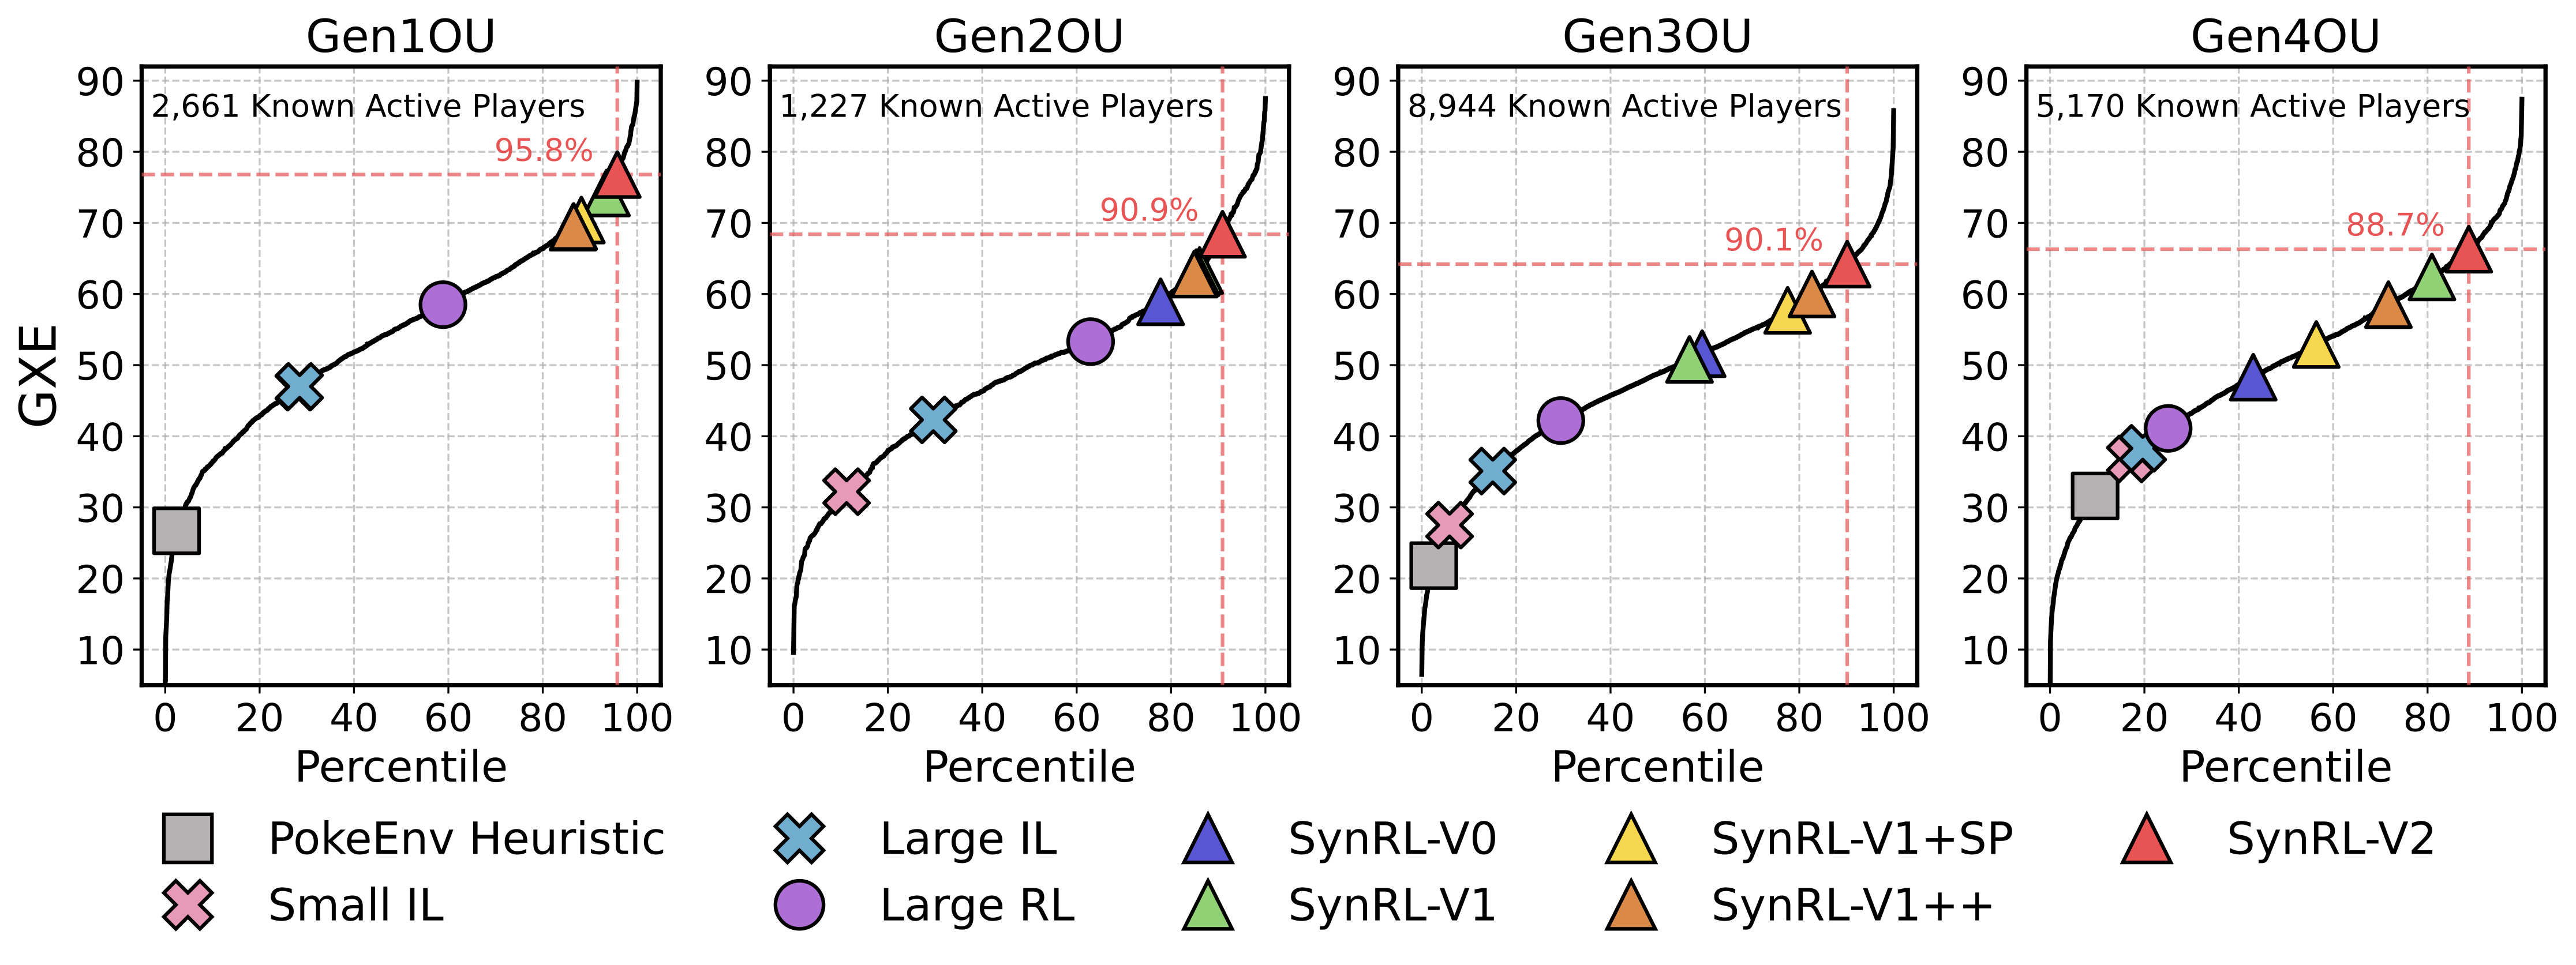 Gen1OU
Gen2OU
Gen3OU
Gen4OU
GXE
90
80
70
60
50
40
30
20
10
2,661 Known Active Players
95.8%
0 20 40 60 80 100
Percentile
90
80
70
60
50
40
30
20
10
1,227 Known Active Players
90.9%
0 20 40 60 80 100
Percentile
90
80
70
60
50
40
30
20
10
8,944 Known Active Players
90.1%
0 20 40 60 80 100
Percentile
90
80
70
60
50
40
30
20
10
5,170 Known Active Players
88.7%
0 20 40 60 80 100
Percentile
PokeEnv Heuristic
Small IL
Large IL
Large RL
SynRL-V0
SynRL-V1
SynRL-V1+SP
SynRL-V1++
SynRL-V2